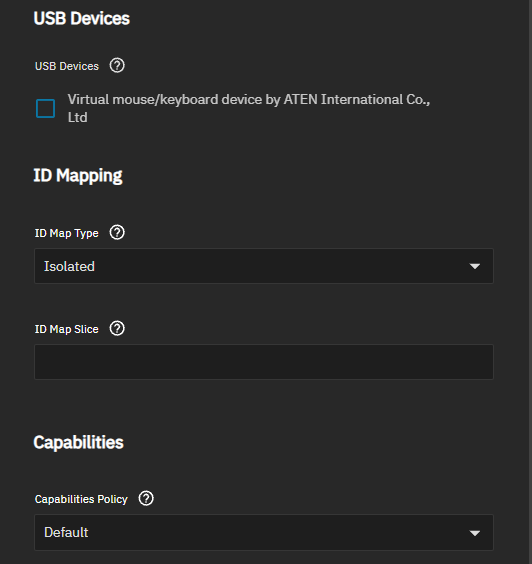 USB Devices
USB Devices
Virtual mouse/keyboard device by ATEN International Co.,
Ltd
ID Mapping
ID Map Type
Isolated
ID Map Slice
Capabilities
Capabilities Policy
Default